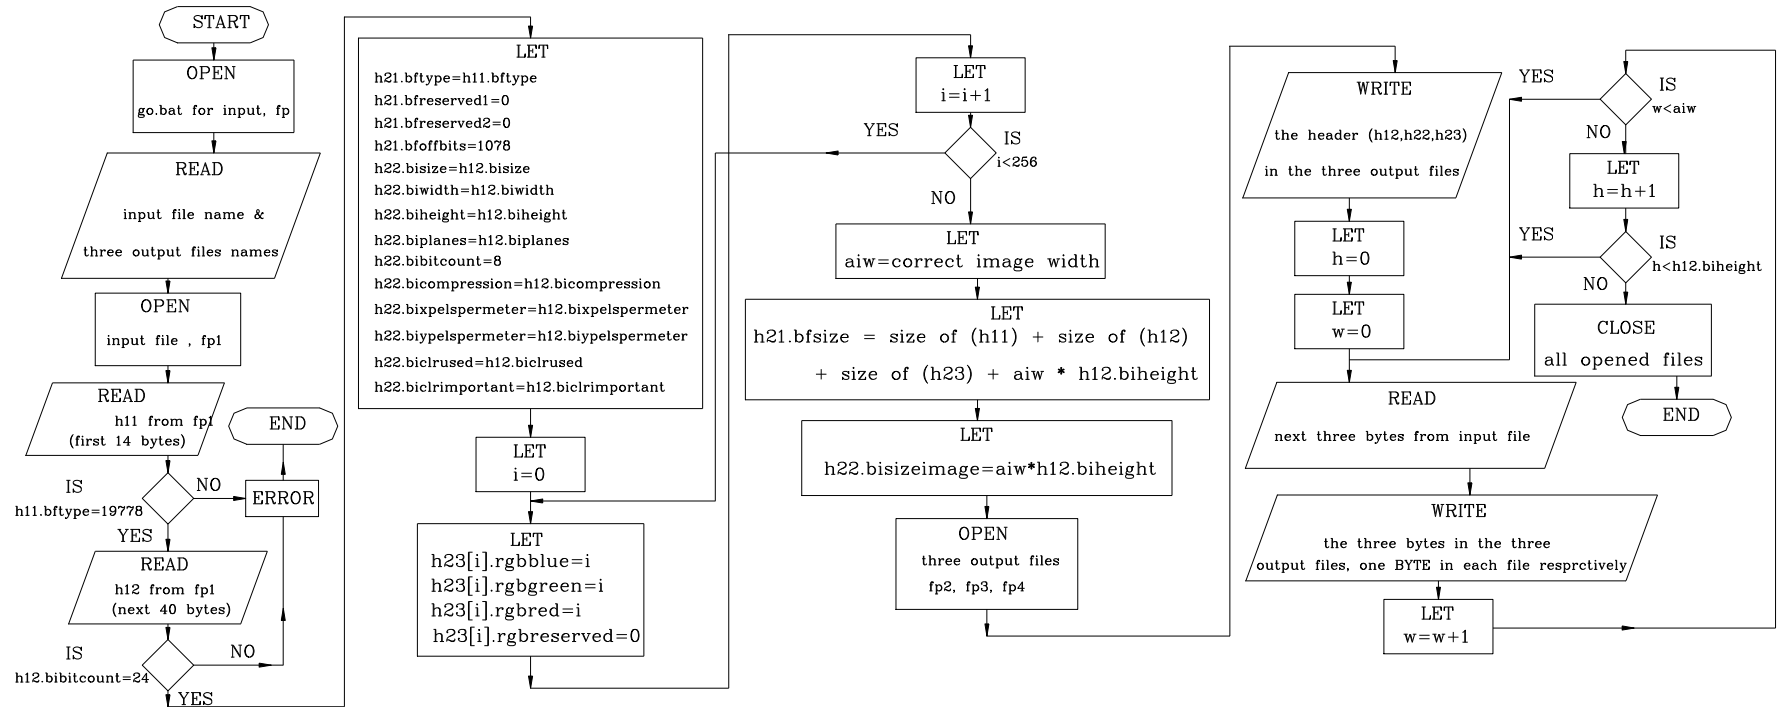 START
OPEN
go.bat for input, fp
READ
input file name &
three output files names
OPEN
input file , fp1
READ
h11 from fp1
(first 14 bytes)
IS
h11.bftype=19778
NO
YES
END
ERROR
READ
h12 from fp1
(next 40 bytes)
IS
h12.bibitcount=24
NO
YES
LET
h21.bftype=h11.bftype
h21.bfreserved1=0
h21.bfreserved2=0
h21.bfoffbits=1078
h22.bisize=h12.bisize
h22.biwidth=h12.biwidth
h22.biheight=h12.biheight
h22.biplanes=h12.biplanes
h22.bibitcount=8
h22.bicompression=h12.bicompression
h22.bixpelspermeter=h12.bixpelspermeter
h22.biypelspermeter=h12.biypelspermeter
h22.biclrused=h12.biclrused
h22.biclrimportant=h12.biclrimportant
LET
i=0
LET
h23[i].rgbblue=i
h23[i].rgbgreen=i
h23[i].rgbred=i
h23[i].rgbreserved=0
LET
i=i+1
YES
IS
i<256
NO
LET
aiw=correct image width
LET
h21.bfsize = size of (h11) + size of (h12)
+ size of (h23) + aiw * h12.biheight
LET
h22.bisizeimage=aiw*h12.biheight
OPEN
three output files
fp2, fp3, fp4
WRITE
the header (h12,h22,h23)
in the three output files
LET
h=0
LET
w=0
READ
next three bytes from input file
WRITE
the three bytes in the three
output files, one BYTE in each file resprctively
LET
w=w+1
YES
IS
w<aiw
NO
LET
h=h+1
YES
IS
h<h12.biheight
NO
CLOSE
all opened files
END